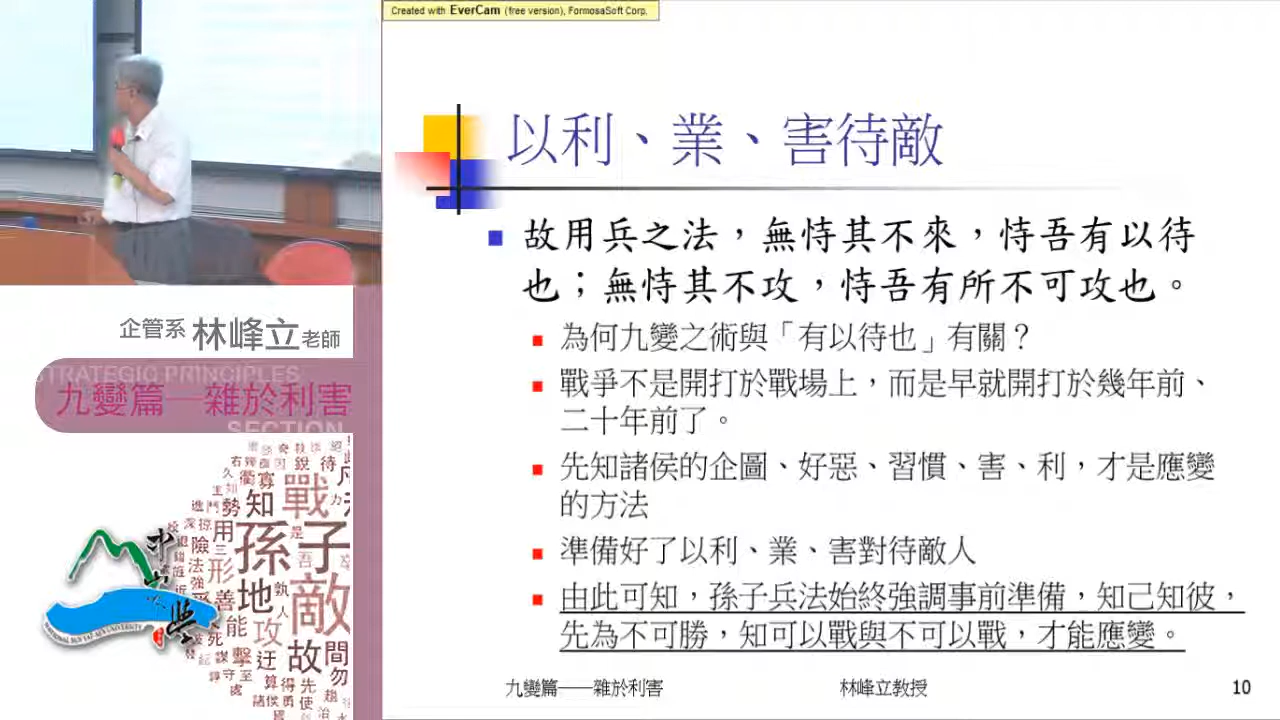 Created with EverCam (free version), FormosaSoft Corp.
以利、業、害待敵
故用兵之法，無恃其不來，恃吾有以待
也；無恃其不攻，恃吾有所不可攻也。
為何九變之術與「有以待也」有關？
戰爭不是開打於戰場上，而是早就開打於幾年前、
二十年前了。
先知諸侯的企圖、好惡、習慣、害、利，才是應變
的方法
準備好了以利、業、害對待敵人
由此可知，孫子兵法始終強調事前準備，知己知彼，
先為不可勝，知可以戰與不可以戰，才能應變。
九變篇——雜於利害
林峰立教授
10
企管系 林峰立老師
STRATEGIC PRINCIPLES
九變篇—雜於利害
SECTION
戰
知
勢
孫子
用
形
地
敵
善
能
攻
故
間
擊
迂
勿